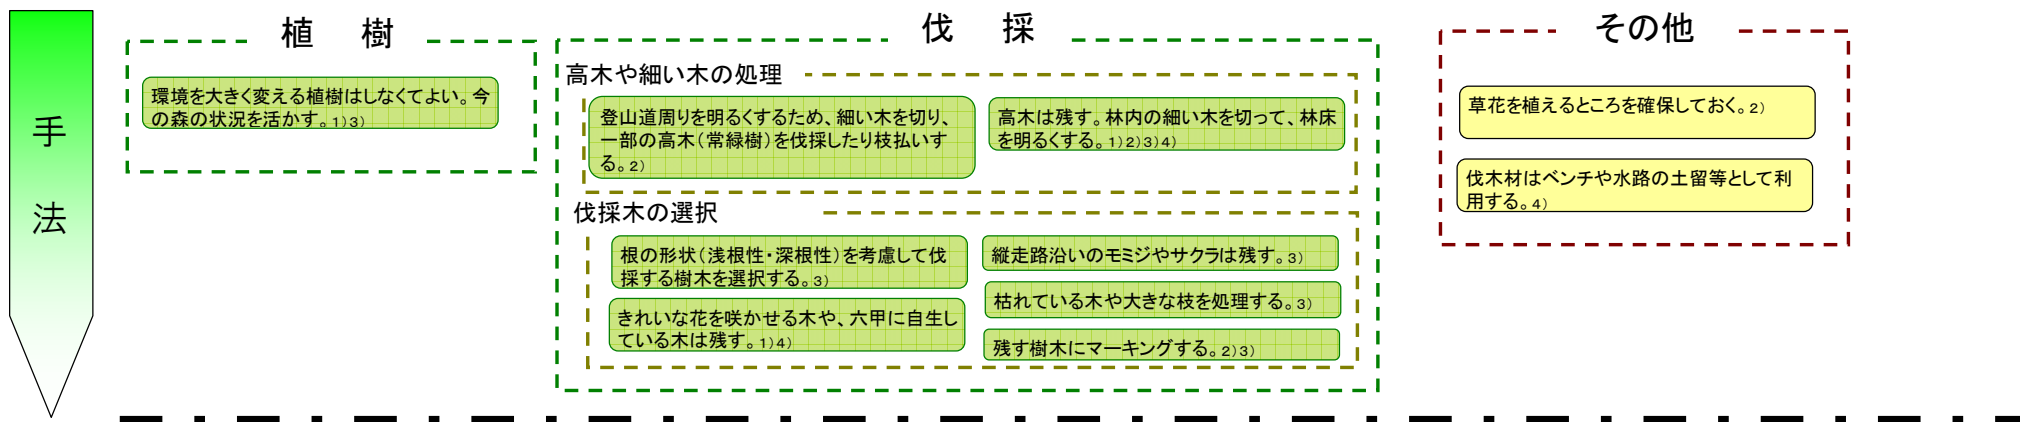 手
法
植　樹
環境を大きく変える植樹はしなくてよい。今
の森の状況を活かす。1)3)
伐　採
高木や細い木の処理
登山道周りを明るくするため、細い木を切り、
一部の高木（常緑樹）を伐採したり枝払いす
る。2)
高木は残す。林内の細い木を切って、林床
を明るくする。1)2)3)4)
伐採木の選択
根の形状（浅根性・深根性）を考慮して伐
採する樹木を選択する。3)
きれいな花を咲かせる木や、六甲に自生し
ている木は残す。1)4)
縦走路沿いのモミジやサクラは残す。3)
枯れている木や大きな枝を処理する。3)
残す樹木にマーキングする。2)3)
その他
草花を植えるところを確保しておく。2)
伐木材はベンチや水路の土留等として利
用する。4)